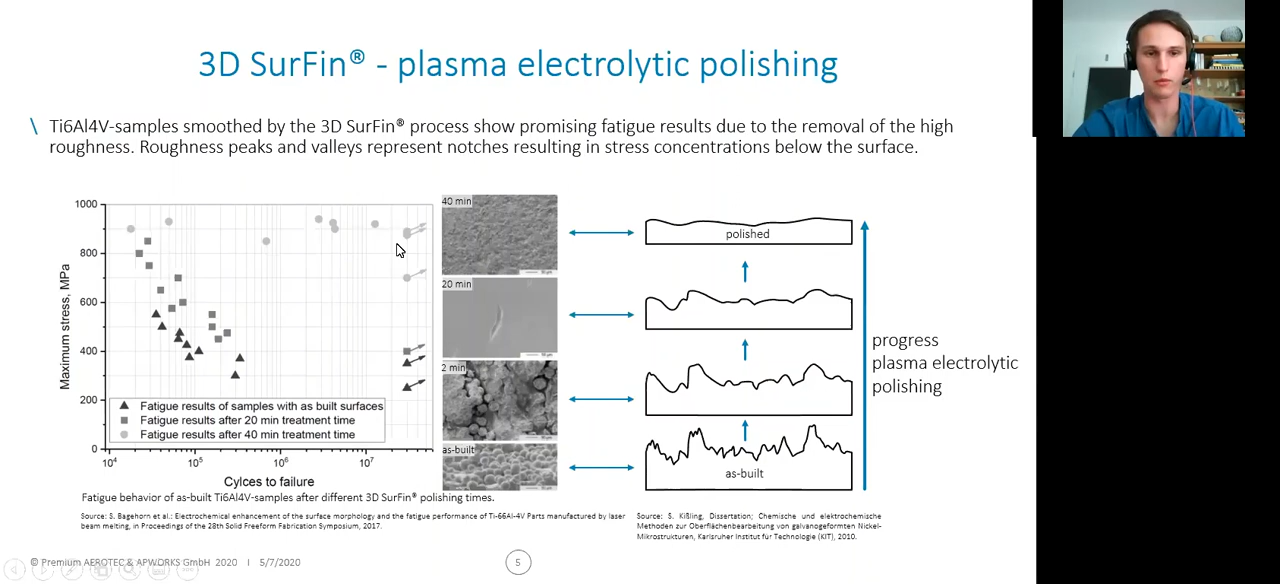 3D SurFin® - plasma electrolytic polishing
\ Ti6Al4V-samples smoothed by the 3D SurFin® process show promising fatigue results due to the removal of the high
roughness. Roughness peaks and valleys represent notches resulting in stress concentrations below the surface.
1000
800
600
400
200
0
Maximum stress, MPa
Fatigue results of samples with as built surfaces
Fatigue results after 20 min treatment time
Fatigue results after 40 min treatment time
10⁴ 10⁵ 10⁶ 10⁷
Cylces to failure
40 min
20 min
2 min
as-built
polished
as-built
progress
plasma electrolytic
polishing
Fatigue behavior of as-built Ti6Al4V-samples after different 3D SurFin® polishing times.
Source: S. Bagehorn et al.: Electrochemical enhancement of the surface morphology and the fatigue performance of Ti-66Al-4V Parts manufactured by laser
beam melting, in Proceedings of the 28th Solid Freeform Fabrication Symposium, 2017.
Source: S. Kißling, Dissertation; Chemische und elektrochemische
Methoden zur Oberflächenbearbeitung von galvanogeformten Nickel-
Mikrostrukturen, Karlsruher Institut für Technologie (KIT), 2010.
© Premium AEROTEC & APWORKS GmbH 2020 I 5/7/2020
5